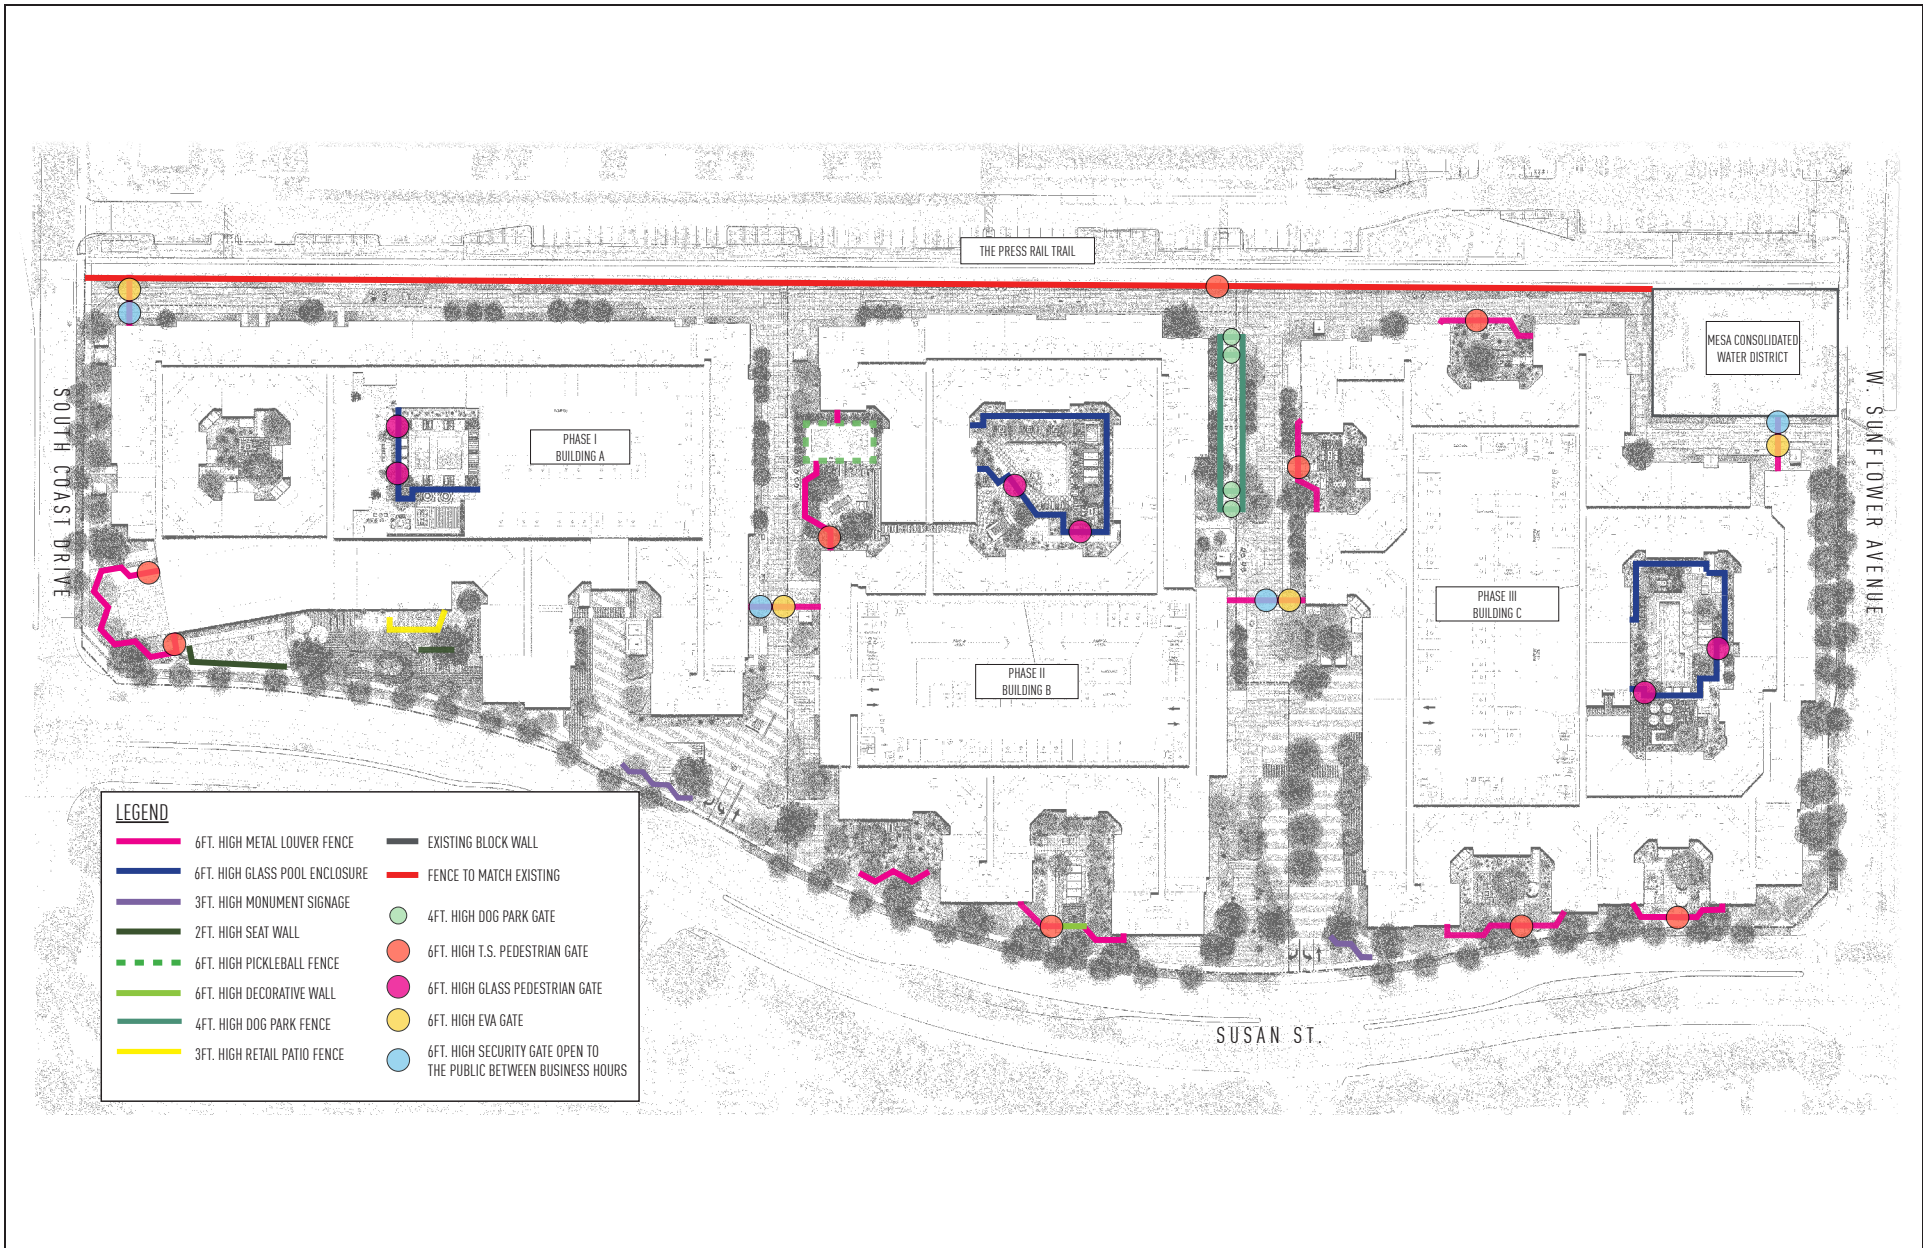 THE PRESS RAIL TRAIL
MESA CONSOLIDATED
WATER DISTRICT
SOUTH COAST DRIVE
W. SUNFLOWER AVENUE
PHASE I
BUILDING A
PHASE II
BUILDING B
PHASE III
BUILDING C
SUSAN ST.
LEGEND
6FT. HIGH METAL LOUVER FENCE
6FT. HIGH GLASS POOL ENCLOSURE
3FT. HIGH MONUMENT SIGNAGE
2FT. HIGH SEAT WALL
6FT. HIGH PICKLEBALL FENCE
6FT. HIGH DECORATIVE WALL
4FT. HIGH DOG PARK FENCE
3FT. HIGH RETAIL PATIO FENCE
EXISTING BLOCK WALL
FENCE TO MATCH EXISTING
4FT. HIGH DOG PARK GATE
6FT. HIGH T.S. PEDESTRIAN GATE
6FT. HIGH GLASS PEDESTRIAN GATE
6FT. HIGH EVA GATE
6FT. HIGH SECURITY GATE OPEN TO
THE PUBLIC BETWEEN BUSINESS HOURS